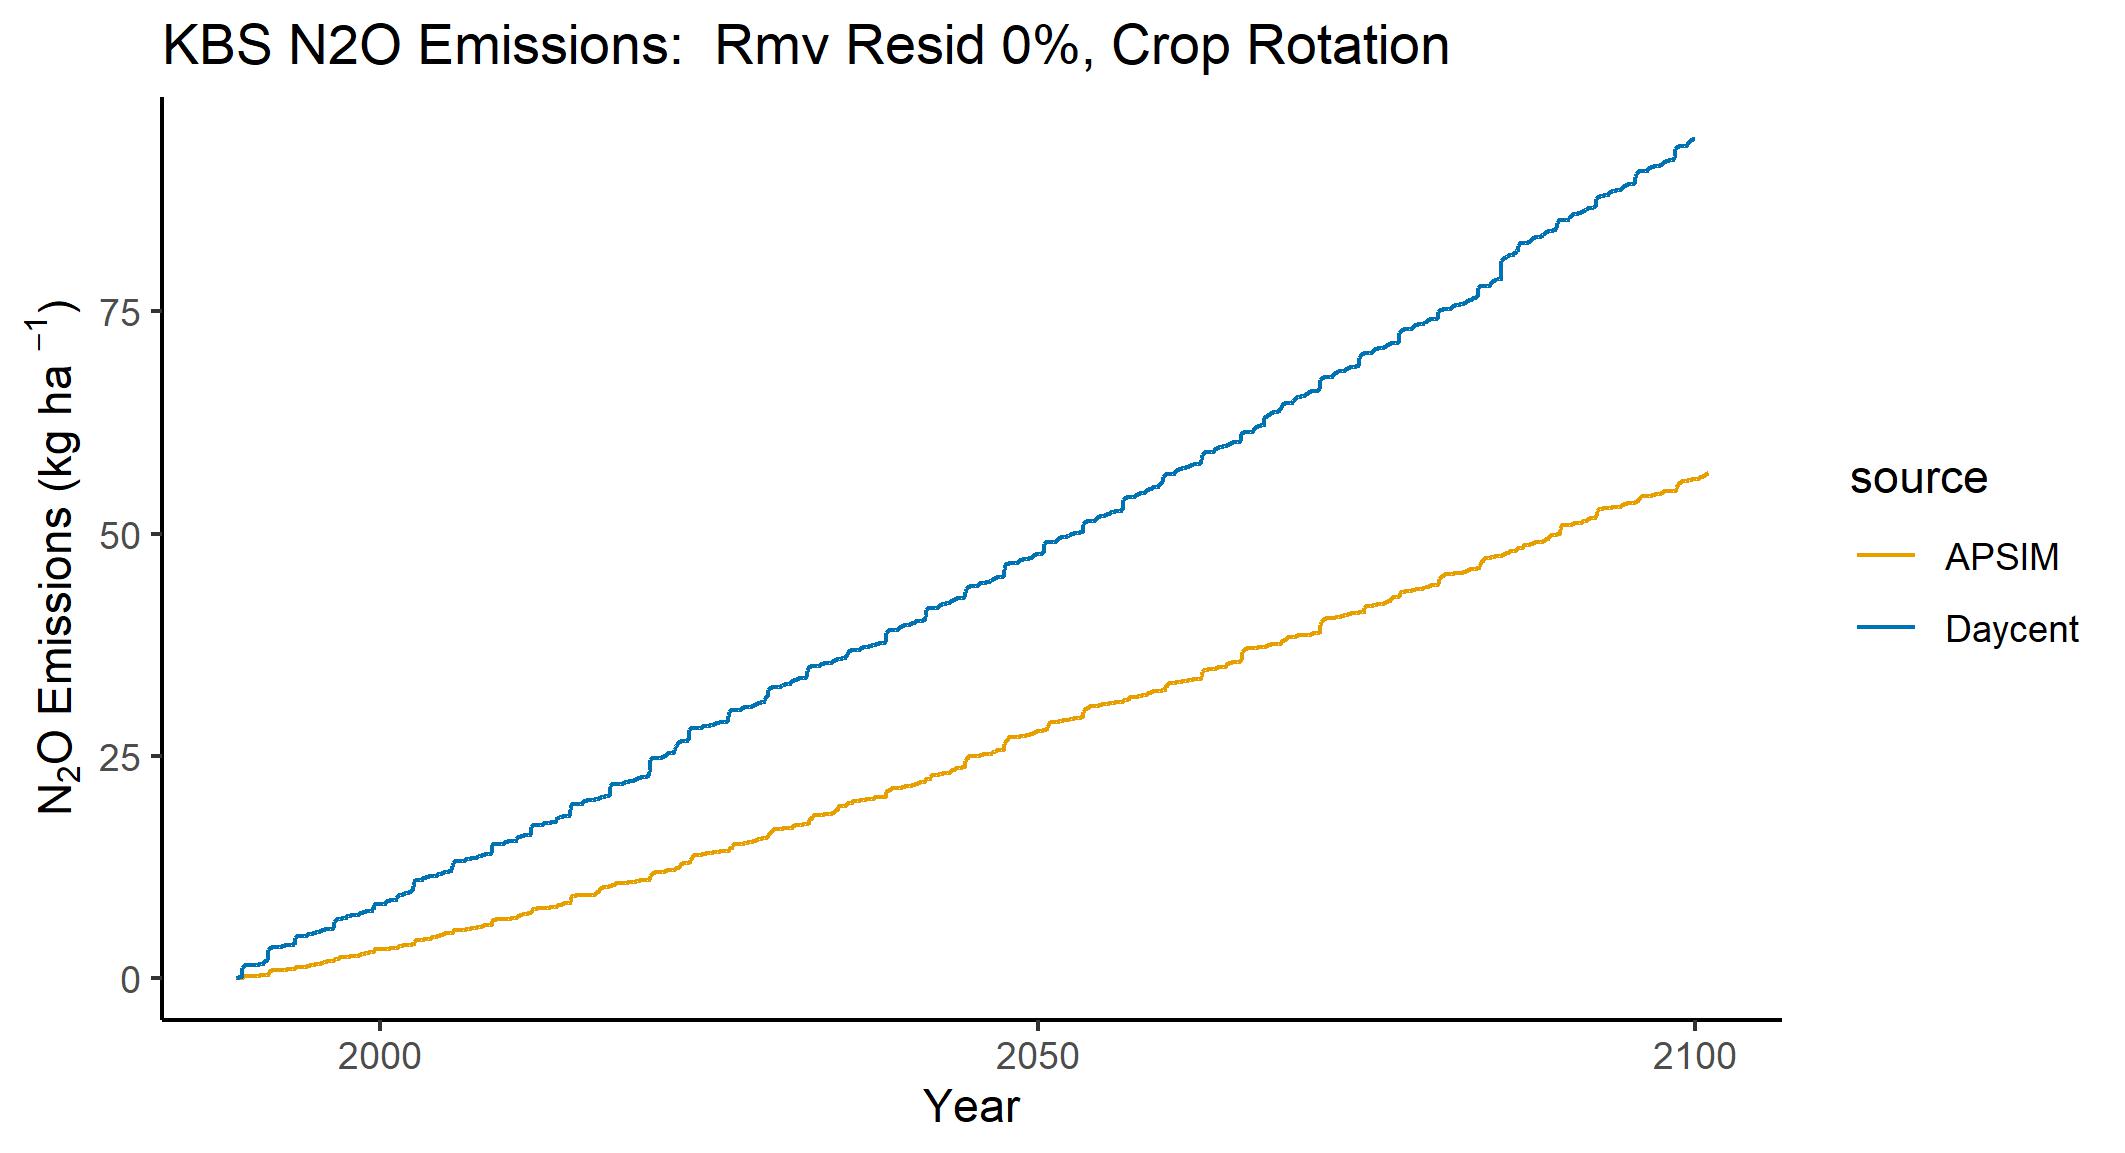 KBS N2O Emissions:  Rmv Resid 0%, Crop Rotation
N₂O Emissions (kg ha ⁻¹)
75
50
25
0
2000 2050 2100
Year
source
APSIM
Daycent